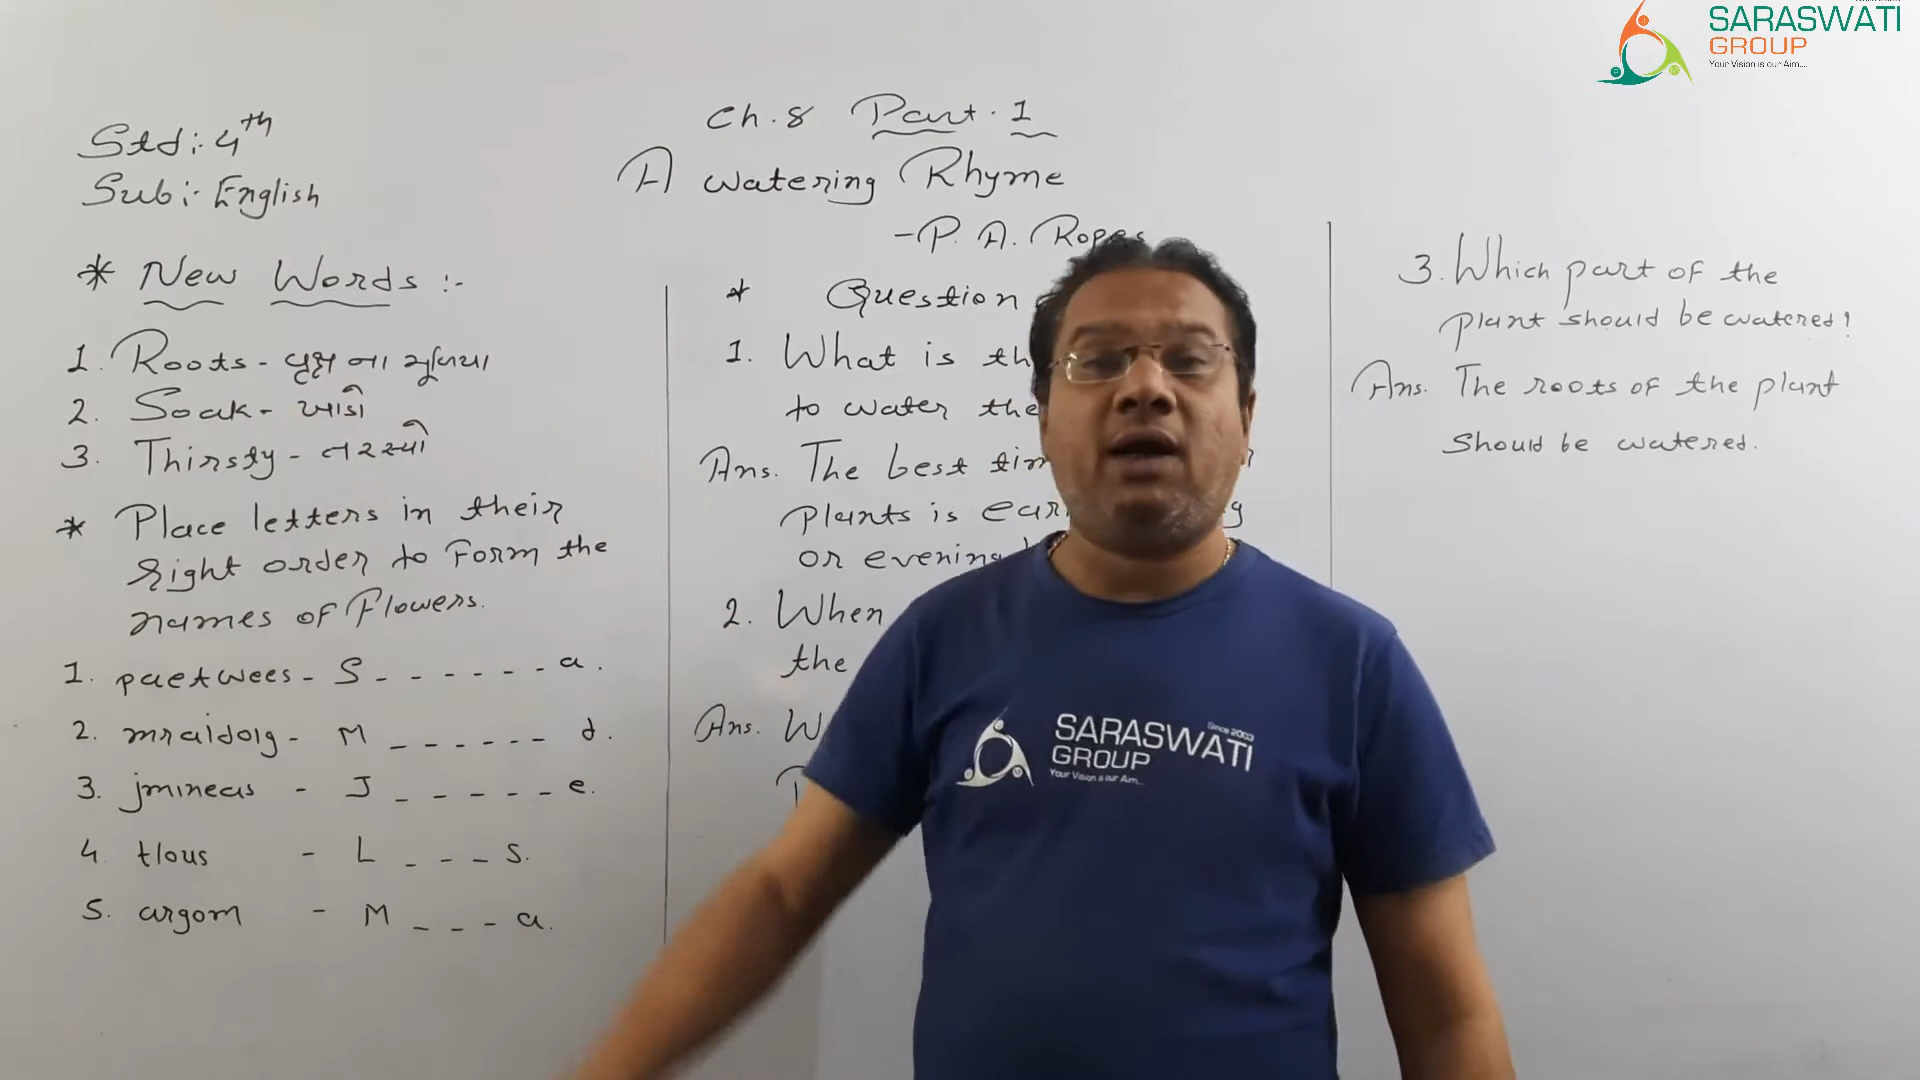 SARASWATI
GROUP
Your Vision is our Aim....
Std:- 4th
Sub:- English
Ch. 8 Part. 1
A watering Rhyme
- P. A. Ropes
* New Words :-
1. Roots - વૃક્ષ ના મૂળિયા
2. Soak -
3. Thirsty - તરસ્યો
* Place letters in their
right order to form the
names of flowers.
1. paetwees - S - - - - - - a.
2. mraidolg - M - - - - - - d.
3. jmineas - J - - - - - e.
4. tlous - L - - - s.
5. argom - M - - - a.
* Question
1. What is
to water the
Ans. The best
plants is
or evening
2. When
the
Ans.
3. Which part of the
plant should be watered?
Ans. The roots of the plant
should be watered.
SARASWATI
Since 2003
GROUP
Your Vision is our Aim...